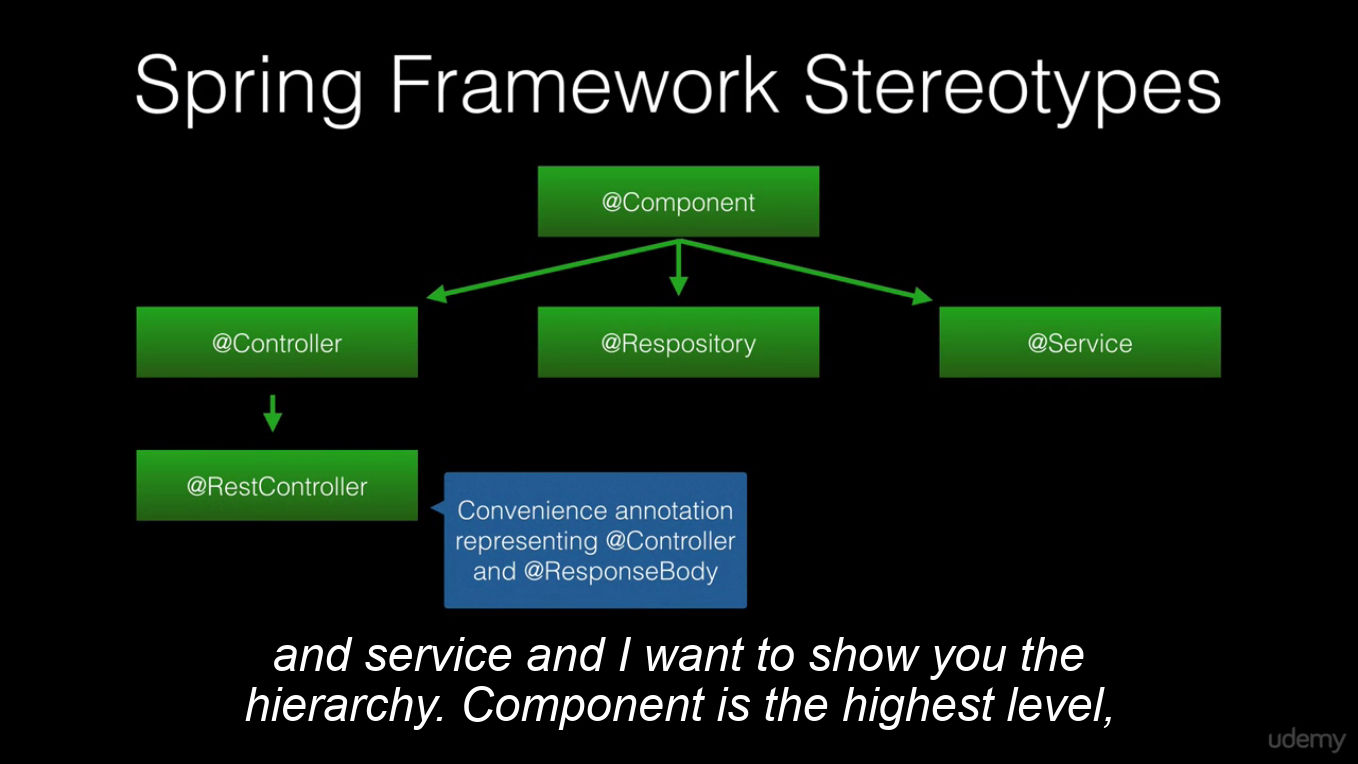 Spring Framework Stereotypes
@Component
@Controller
@Respository
@Service
@RestController
Convenience annotation
representing @Controller
and @ResponseBody
and service and I want to show you the
hierarchy. Component is the highest level,
udemy